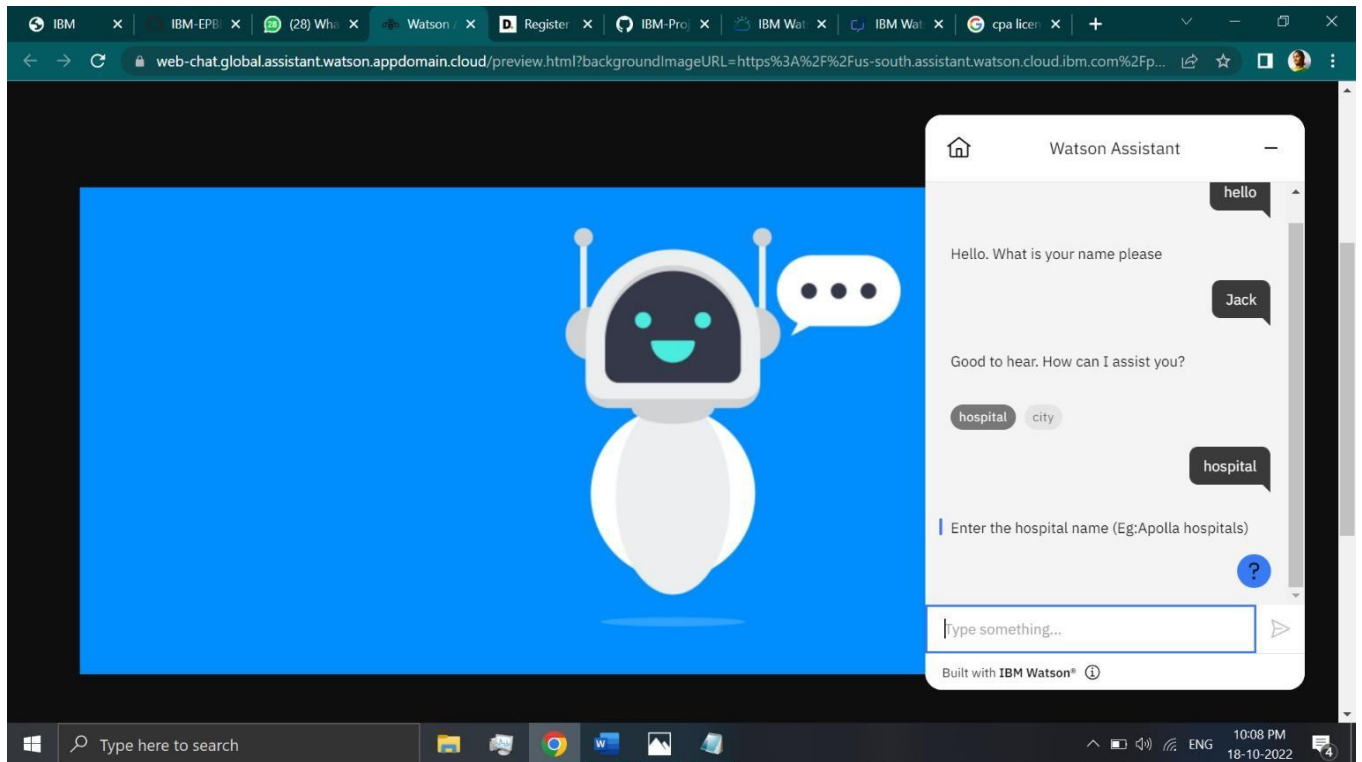 IBM
IBM-EPB
(28) Wha
Watson
Register
IBM-Proj
IBM Wat
IBM Wat
cpa licen
web-chat.global.assistant.watson.appdomain.cloud/preview.html?backgroundImageURL=https%3A%2F%2Fus-south.assistant.watson.cloud.ibm.com%2Fp...
Watson Assistant
hello
Hello. What is your name please
Jack
Good to hear. How can I assist you?
hospital city
hospital
Enter the hospital name (Eg:Apolla hospitals)
?
Type something...
Built with IBM Watson®
Type here to search
ENG
10:08 PM
18-10-2022
4